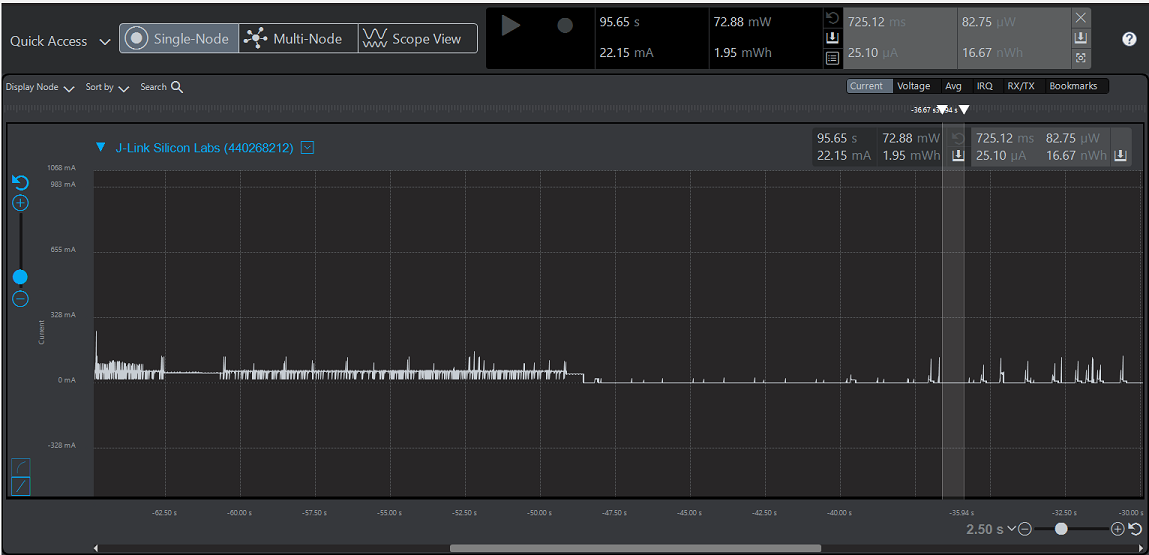 Quick Access
Single-Node
Multi-Node
Scope View
95.65 s
72.88 mW
22.15 mA
1.95 mWh
725.12 ms
82.75 µW
25.10 µA
16.67 nWh
Display Node
Sort by
Search
Current
Voltage
Avg
IRQ
RX/TX
Bookmarks
-36.67 s
94 s
J-Link Silicon Labs (440268212)
95.65 s
72.88 mW
22.15 mA
1.95 mWh
725.12 ms
82.75 µW
25.10 µA
16.67 nWh
1068 mA
983 mA
655 mA
328 mA
Current
0 mA
-328 mA
-62.50 s
-60.00 s
-57.50 s
-55.00 s
-52.50 s
-50.00 s
-47.50 s
-45.00 s
-42.50 s
-40.00 s
-35.94 s
-32.50 s
-30.00 s
2.50 s